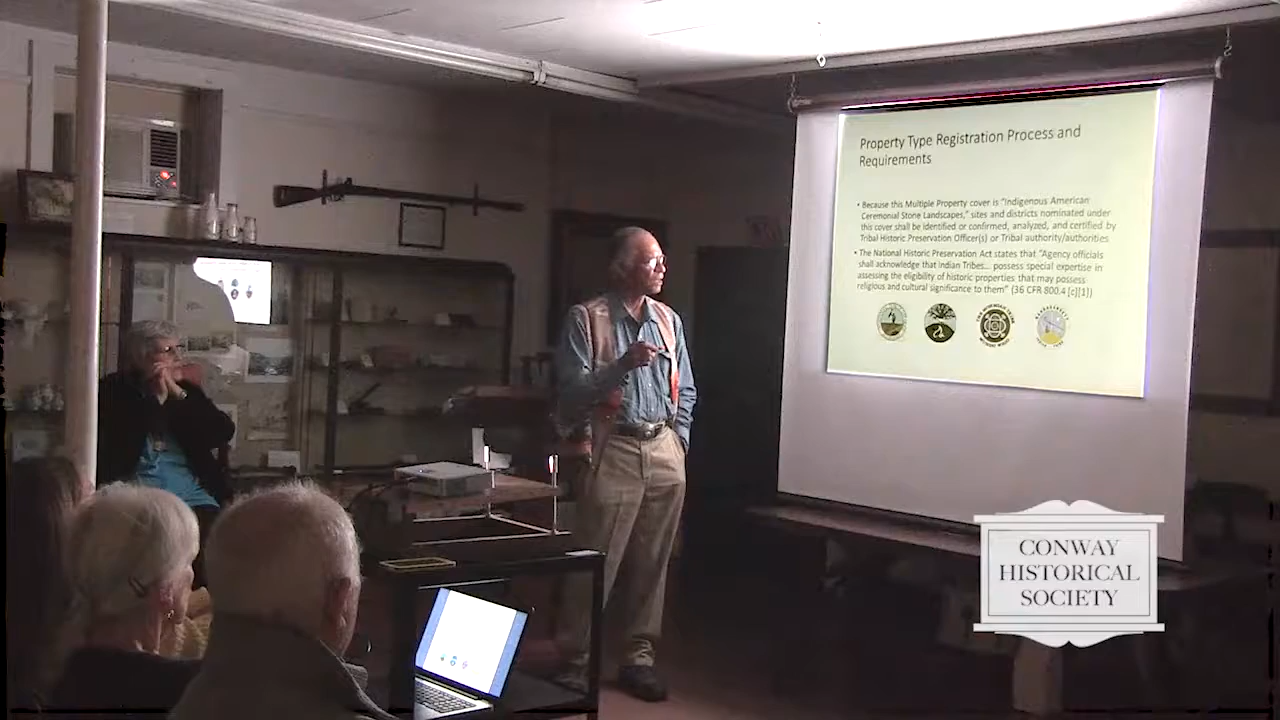 Property Type Registration Process and
Requirements
• Because this Multiple Property cover is "Indigenous American
Ceremonial Stone Landscapes," sites and districts nominated under
this cover shall be identified or confirmed, analyzed, and certified by
Tribal Historic Preservation Officer(s) or Tribal authority/authorities
• The National Historic Preservation Act states that "Agency officials
shall acknowledge that Indian Tribes... possess special expertise in
assessing the eligibility of historic properties that may possess
religious and cultural significance to them" (36 CFR 800.4 [c][1])
CONWAY
HISTORICAL
SOCIETY